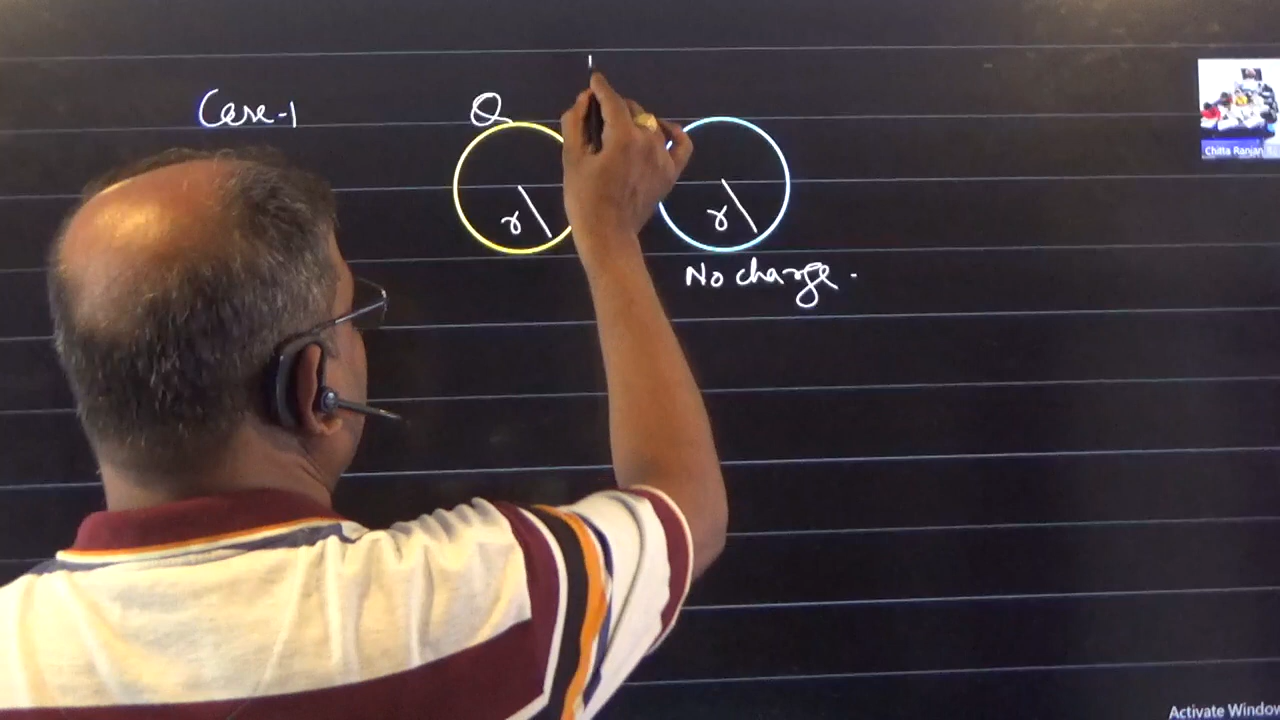 Case-1 Q
r r
No charge.
Chitta Ranjan
Activate Window